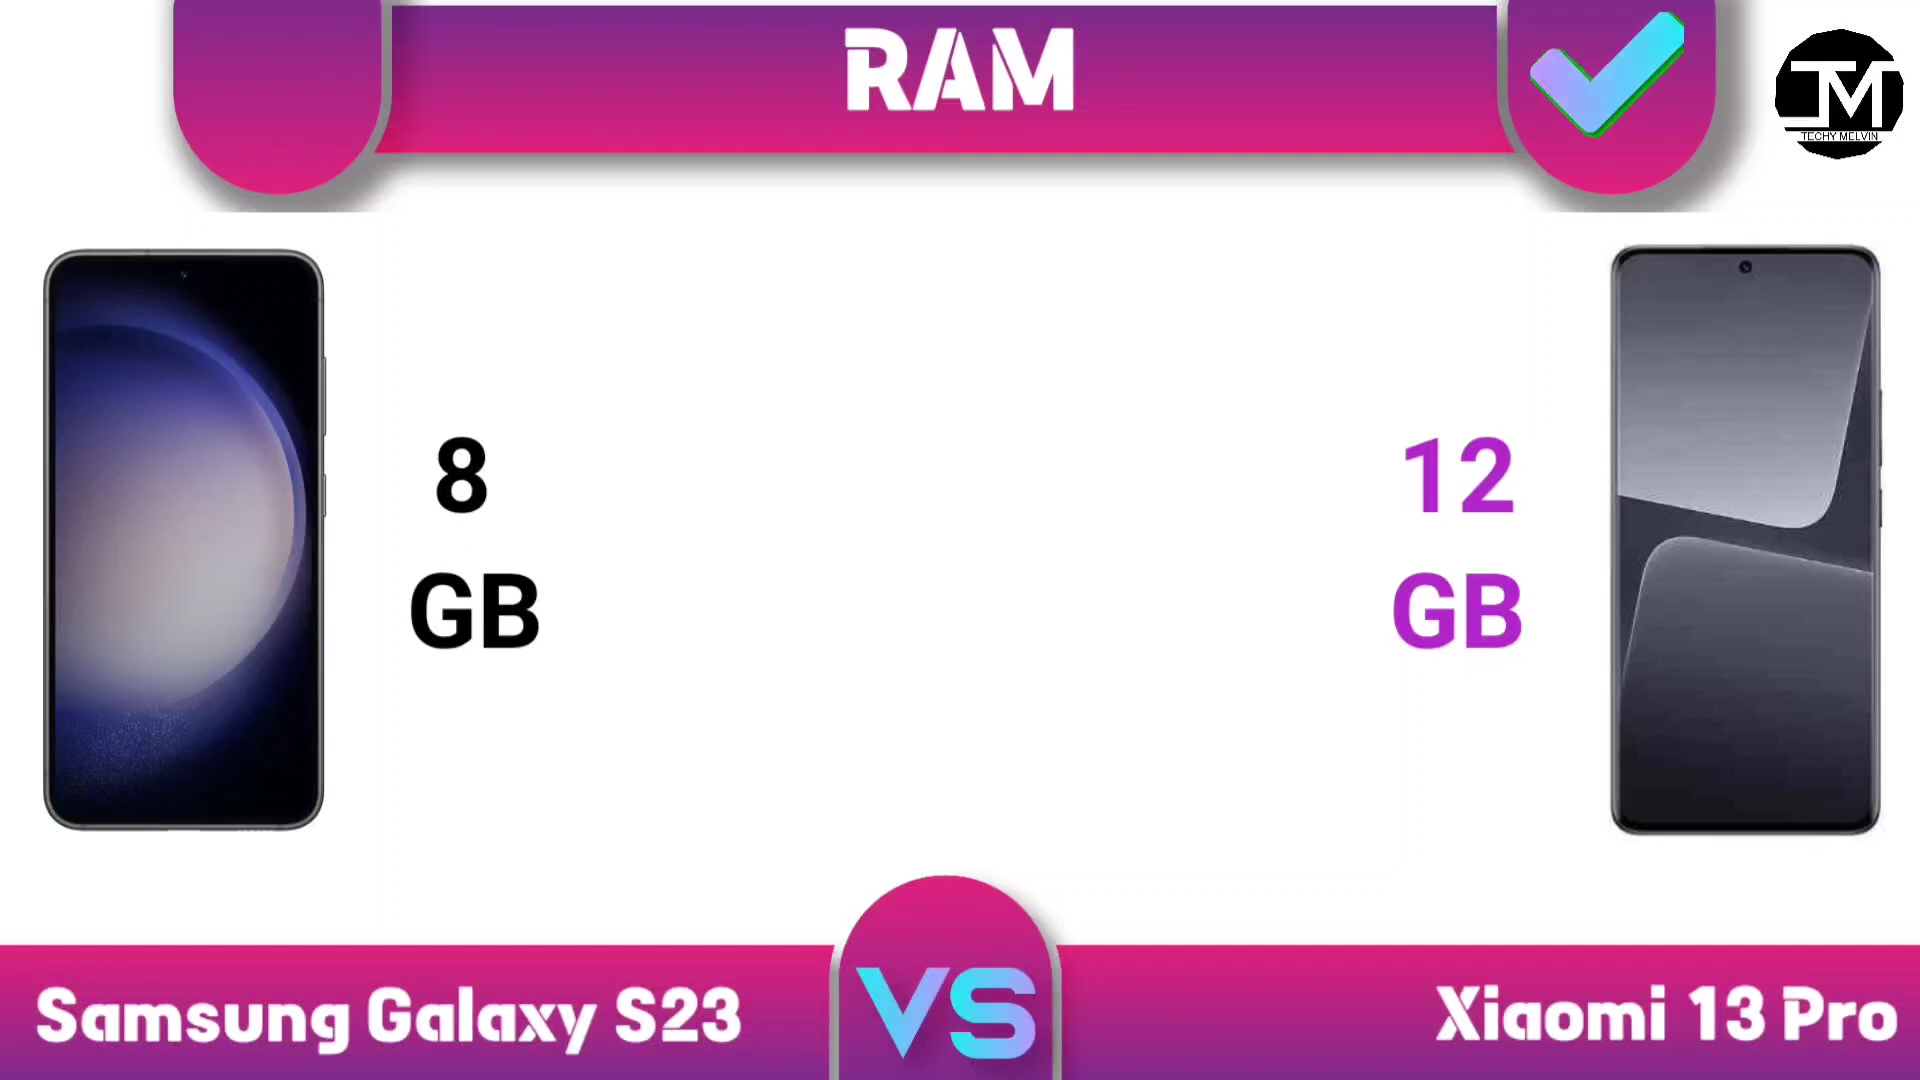 RAM
TM
TECHY MELVIN
8
GB
12
GB
Samsung Galaxy S23
VS
Xiaomi 13 Pro